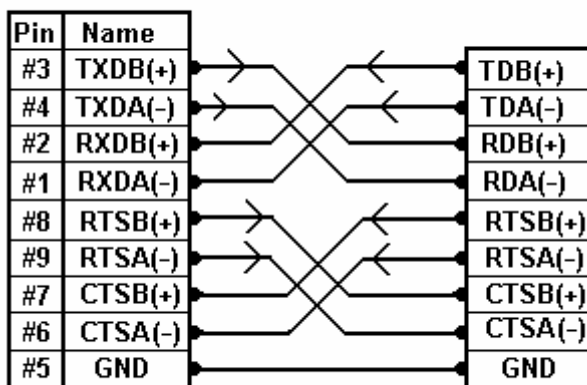 Pin Name
#3 TXDB(+) TDB(+)
#4 TXDA(-) TDA(-)
#2 RXDB(+) RDB(+)
#1 RXDA(-) RDA(-)
#8 RTSB(+) RTSB(+)
#9 RTSA(-) RTSA(-)
#7 CTSB(+) CTSB(+)
#6 CTSA(-) CTSA(-)
#5 GND GND